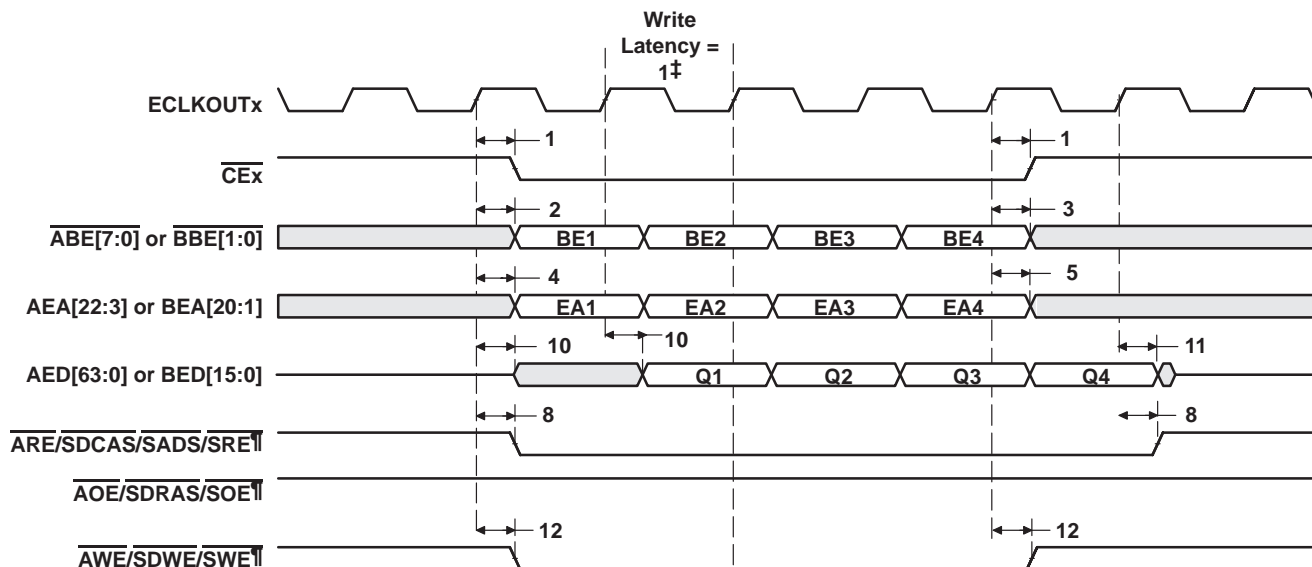 Write
Latency =
1‡
ECLKOUTx
1 1
CEx
2 3
ABE[7:0] or BBE[1:0]
BE1 BE2 BE3 BE4
4 5
AEA[22:3] or BEA[20:1]
EA1 EA2 EA3 EA4
10 10 11
AED[63:0] or BED[15:0]
Q1 Q2 Q3 Q4
8 8
ARE/SDCAS/SADS/SRE¶
AOE/SDRAS/SOE¶
12 12
AWE/SDWE/SWE¶